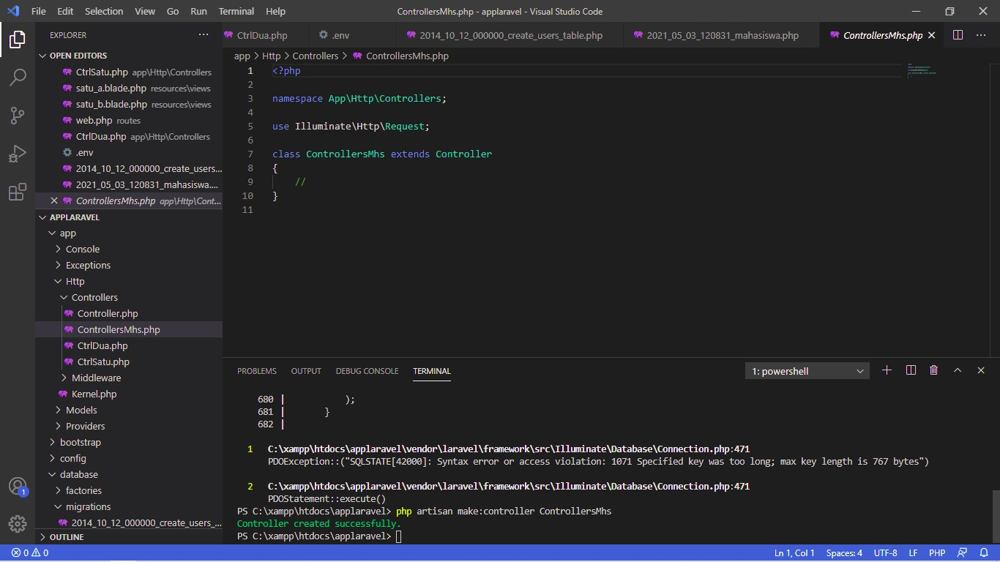 File Edit Selection View Go Run Terminal Help
ControllersMhs.php - applaravel - Visual Studio Code
EXPLORER
OPEN EDITORS
CtrlSatu.php app\Http\Controllers
satu_a.blade.php resources\views
satu_b.blade.php resources\views
web.php routes
CtrlDua.php app\Http\Controllers
.env
2014_10_12_000000_create_users...
2021_05_03_120831_mahasiswa....
ControllersMhs.php app\Http\Cont...
APPLARAVEL
app
Console
Exceptions
Http
Controllers
Controller.php
ControllersMhs.php
CtrlDua.php
CtrlSatu.php
Middleware
Kernel.php
Models
Providers
bootstrap
config
database
factories
migrations
2014_10_12_000000_create_users_...
OUTLINE
CtrlDua.php .env 2014_10_12_000000_create_users_table.php 2021_05_03_120831_mahasiswa.php ControllersMhs.php
app > Http > Controllers > ControllersMhs.php
1 <?php
2
3 namespace App\Http\Controllers;
4
5 use Illuminate\Http\Request;
6
7 class ControllersMhs extends Controller
8 {
9 //
10 }
11
PROBLEMS OUTPUT DEBUG CONSOLE TERMINAL
1: powershell
680 | );
681 | }
682 |
1 C:\xampp\htdocs\applaravel\vendor\laravel\framework\src\Illuminate\Database\Connection.php:471
PDOException::("SQLSTATE[42000]: Syntax error or access violation: 1071 Specified key was too long; max key length is 767 bytes")
2 C:\xampp\htdocs\applaravel\vendor\laravel\framework\src\Illuminate\Database\Connection.php:471
PDOStatement::execute()
PS C:\xampp\htdocs\applaravel> php artisan make:controller ControllersMhs
Controller created successfully.
PS C:\xampp\htdocs\applaravel>
1
0 0
Ln 1, Col 1 Spaces: 4 UTF-8 LF PHP